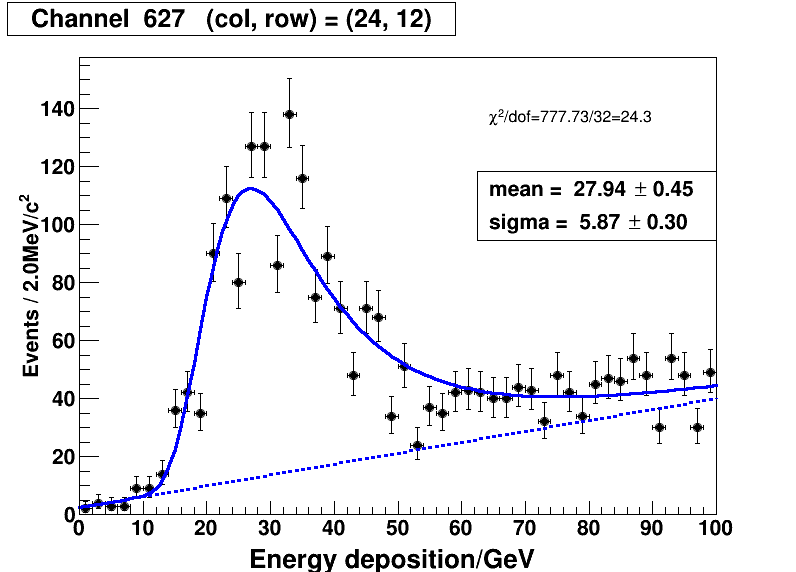 Channel 627 (col, row) = (24, 12)
χ²/dof=777.73/32=24.3
mean = 27.94 ± 0.45
sigma = 5.87 ± 0.30
Events / 2.0MeV/c²
140
120
100
80
60
40
20
0
0 10 20 30 40 50 60 70 80 90 100
Energy deposition/GeV